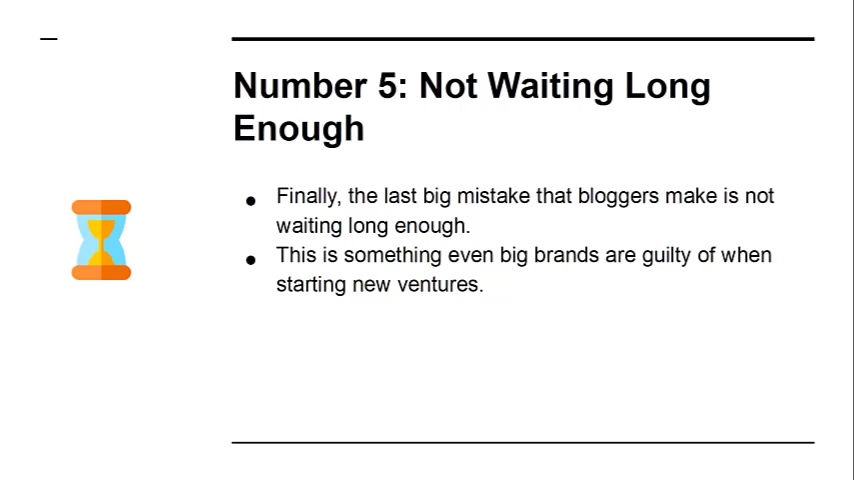 Number 5: Not Waiting Long
Enough
● Finally, the last big mistake that bloggers make is not
waiting long enough.
● This is something even big brands are guilty of when
starting new ventures.